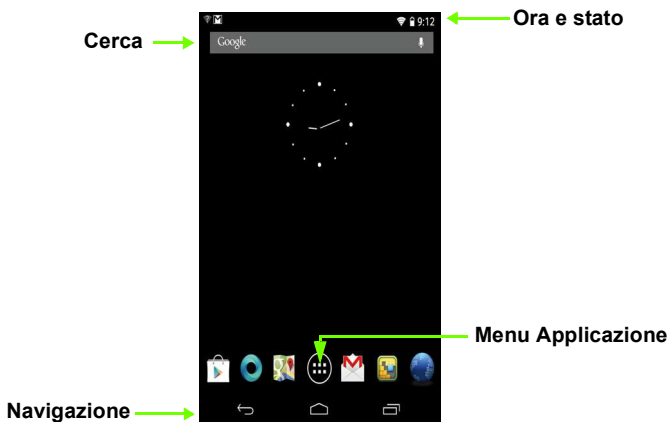 Ora e stato
9:12
Cerca
Google
Menu Applicazione
Navigazione